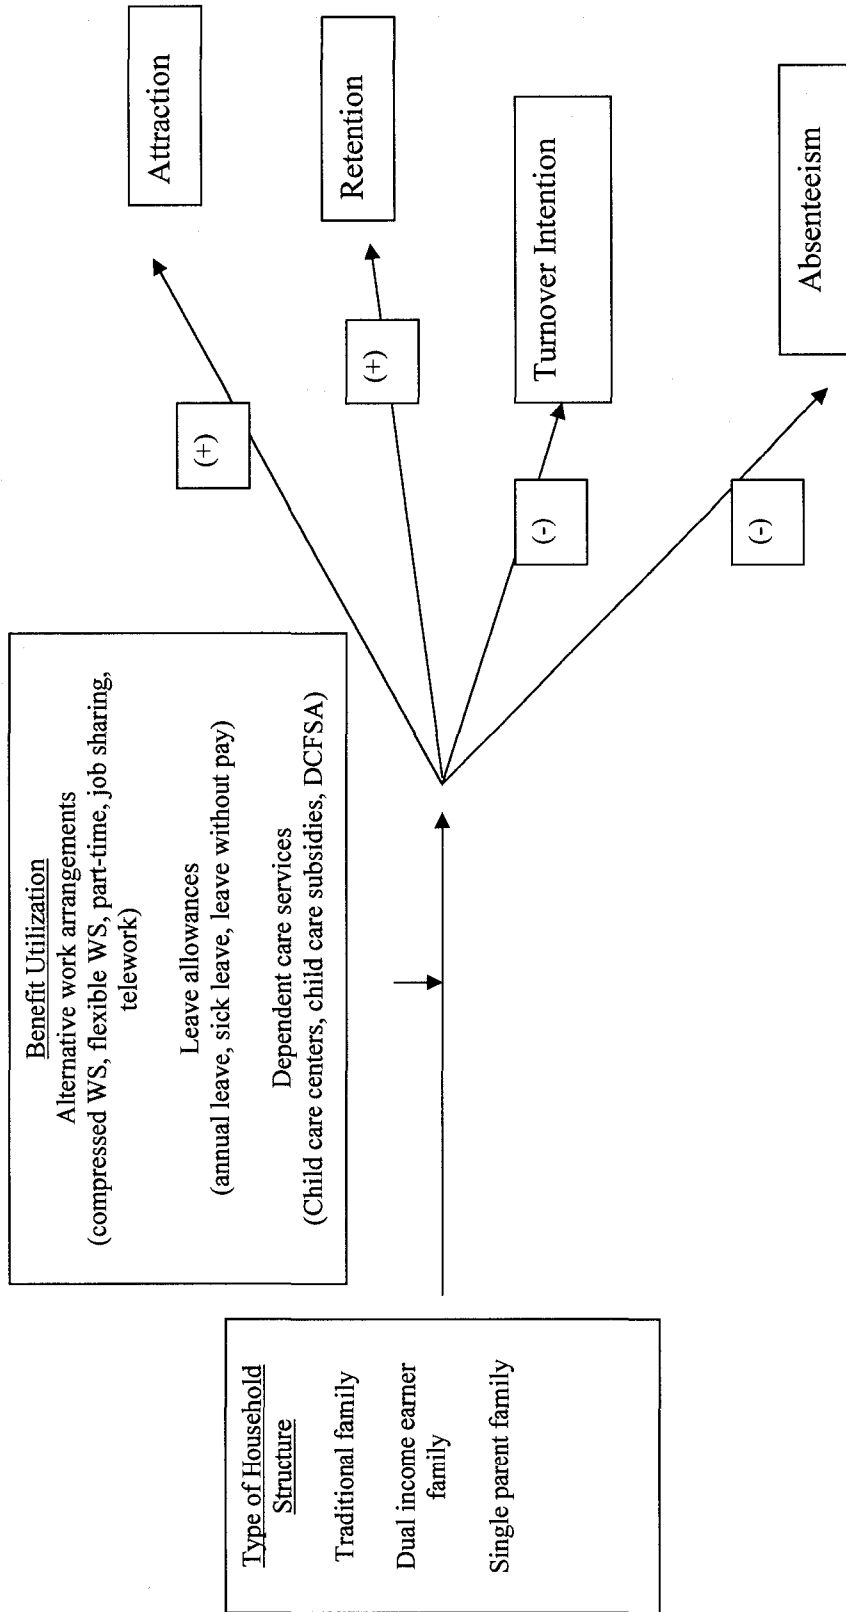 Type of Household
Structure
Traditional family
Dual income earner
family
Single parent family
Benefit Utilization
Alternative work arrangements
(compressed WS, flexible WS, part-time, job sharing,
telework)
Leave allowances
(annual leave, sick leave, leave without pay)
Dependent care services
(Child care centers, child care subsidies, DCFSA)
(+)
(+)
(-)
(-)
Attraction
Retention
Turnover Intention
Absenteeism